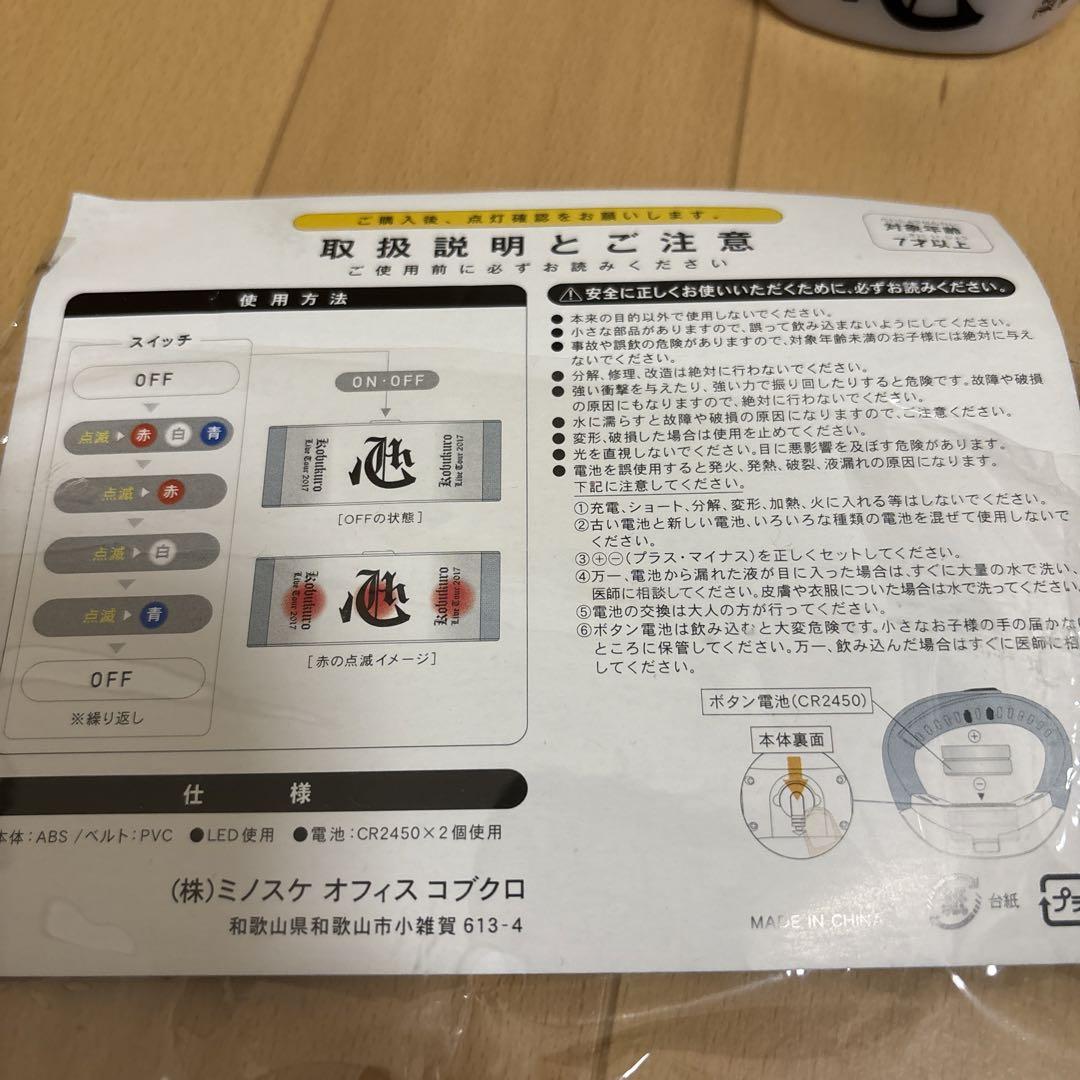 ご購入後、点灯確認をお願いします。
取扱説明とご注意
ご使用前に必ずお読みください
対象年齢
7才以上
使用方法
スイッチ
OFF
点滅▶赤 白 青
点滅▶赤
点滅▶白
点滅▶青
OFF
※繰り返し
ON・OFF
Kobukuro
Live Tour 2017
Kobukuro
Live Tour 2017
[OFFの状態]
Kobukuro
Live Tour 2017
Kobukuro
Live Tour 2017
[赤の点滅イメージ]
⚠安全に正しくお使いいただくために、必ずお読みください。
●本来の目的以外で使用しないでください。
●小さな部品がありますので、誤って飲み込まないようにしてください。
●事故や誤飲の危険がありますので、対象年齢未満のお子様には絶対に与え
ないでください。
●分解、修理、改造は絶対に行わないでください。
●強い衝撃を与えたり、強い力で振り回したりすると危険です。故障や破損
の原因にもなりますので、絶対に行わないでください。
●水に濡らすと故障や破損の原因になりますので、ご注意ください。
●変形、破損した場合は使用を止めてください。
●光を直視しないでください。目に悪影響を及ぼす危険があります。
●電池を誤使用すると発火、発熱、破裂、液漏れの原因になります。
下記に注意してください。
①充電、ショート、分解、変形、加熱、火に入れる等はしないでください。
②古い電池と新しい電池、いろいろな種類の電池を混ぜて使用しないで
ください。
③⊕⊖(プラス・マイナス)を正しくセットしてください。
④万一、電池から漏れた液が目に入った場合は、すぐに大量の水で洗い、
医師に相談してください。皮膚や衣服についた場合は水で洗ってください。
⑤電池の交換は大人の方が行ってください。
⑥ボタン電池は飲み込むと大変危険です。小さなお子様の手の届かない
ところに保管してください。万一、飲み込んだ場合はすぐに医師に相
してください。
ボタン電池(CR2450)
本体裏面
⊕
⊖
仕様
本体:ABS/ベルト:PVC ●LED使用 ●電池:CR2450×2個使用
(株)ミノスケ オフィス コブクロ
和歌山県和歌山市小雑賀 613-4
MADE IN CHINA
紙
台紙
プラ